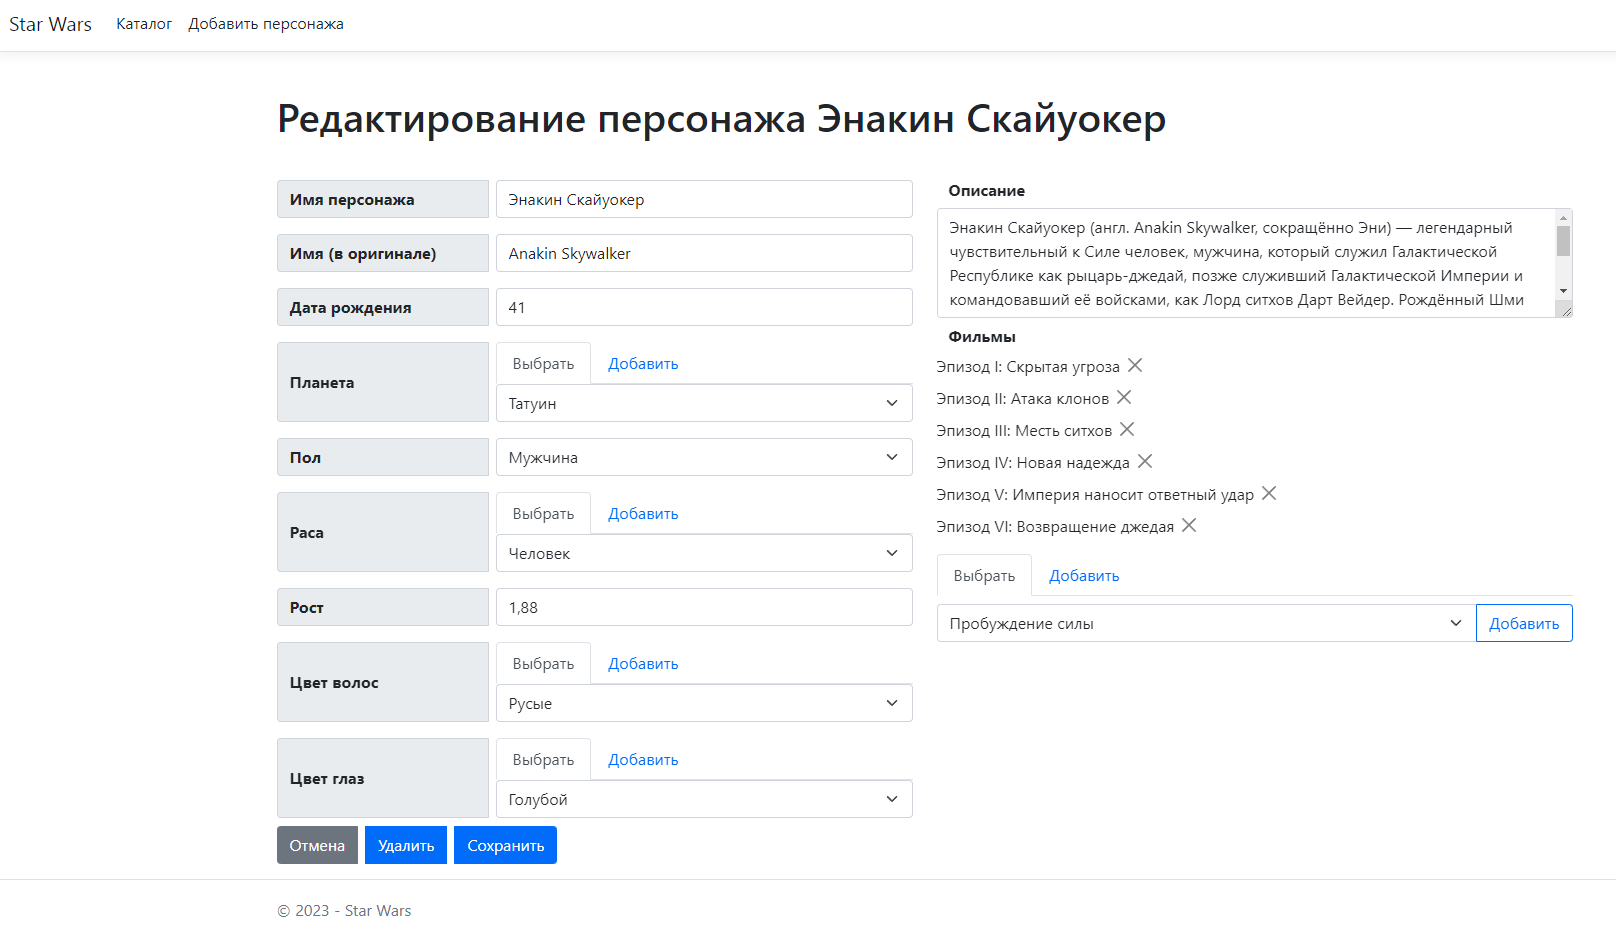 Star Wars Каталог Добавить персонажа
Редактирование персонажа Энакин Скайуокер
Имя персонажа Энакин Скайуокер
Имя (в оригинале) Anakin Skywalker
Дата рождения 41
Планета
Выбрать Добавить
Татуин
Пол Мужчина
Раса
Выбрать Добавить
Человек
Рост 1,88
Цвет волос
Выбрать Добавить
Русые
Цвет глаз
Выбрать Добавить
Голубой
Отмена Удалить Сохранить
Описание
Энакин Скайуокер (англ. Anakin Skywalker, сокращённо Эни) — легендарный
чувствительный к Силе человек, мужчина, который служил Галактической
Республике как рыцарь-джедай, позже служивший Галактической Империи и
командовавший её войсками, как Лорд ситхов Дарт Вейдер. Рождённый Шми
Фильмы
Эпизод I: Скрытая угроза
Эпизод II: Атака клонов
Эпизод III: Месть ситхов
Эпизод IV: Новая надежда
Эпизод V: Империя наносит ответный удар
Эпизод VI: Возвращение джедая
Выбрать Добавить
Пробуждение силы Добавить
© 2023 - Star Wars